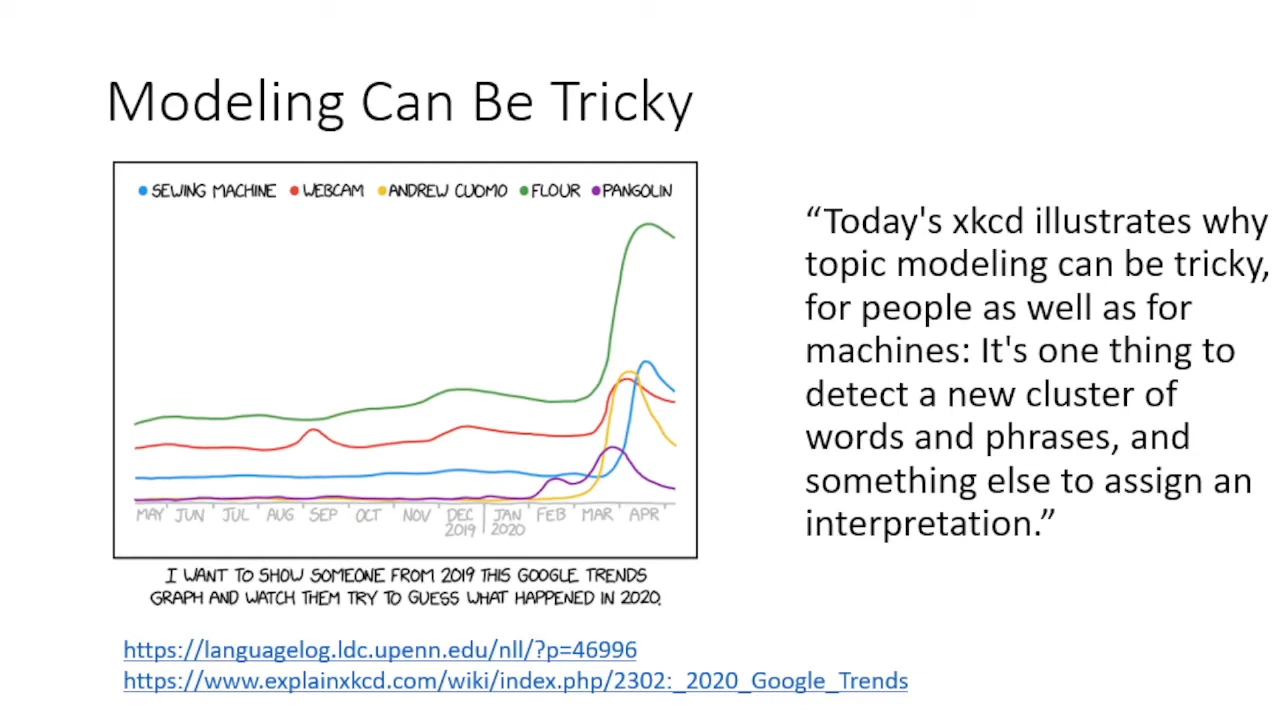 Modeling Can Be Tricky
SEWING MACHINE WEBCAM ANDREW CUOMO FLOUR PANGOLIN
MAY JUN JUL AUG SEP OCT NOV DEC JAN FEB MAR APR
2019 2020
I WANT TO SHOW SOMEONE FROM 2019 THIS GOOGLE TRENDS
GRAPH AND WATCH THEM TRY TO GUESS WHAT HAPPENED IN 2020.
“Today's xkcd illustrates why
topic modeling can be tricky,
for people as well as for
machines: It's one thing to
detect a new cluster of
words and phrases, and
something else to assign an
interpretation.”
https://languagelog.ldc.upenn.edu/nll/?p=46996
https://www.explainxkcd.com/wiki/index.php/2302:_2020_Google_Trends